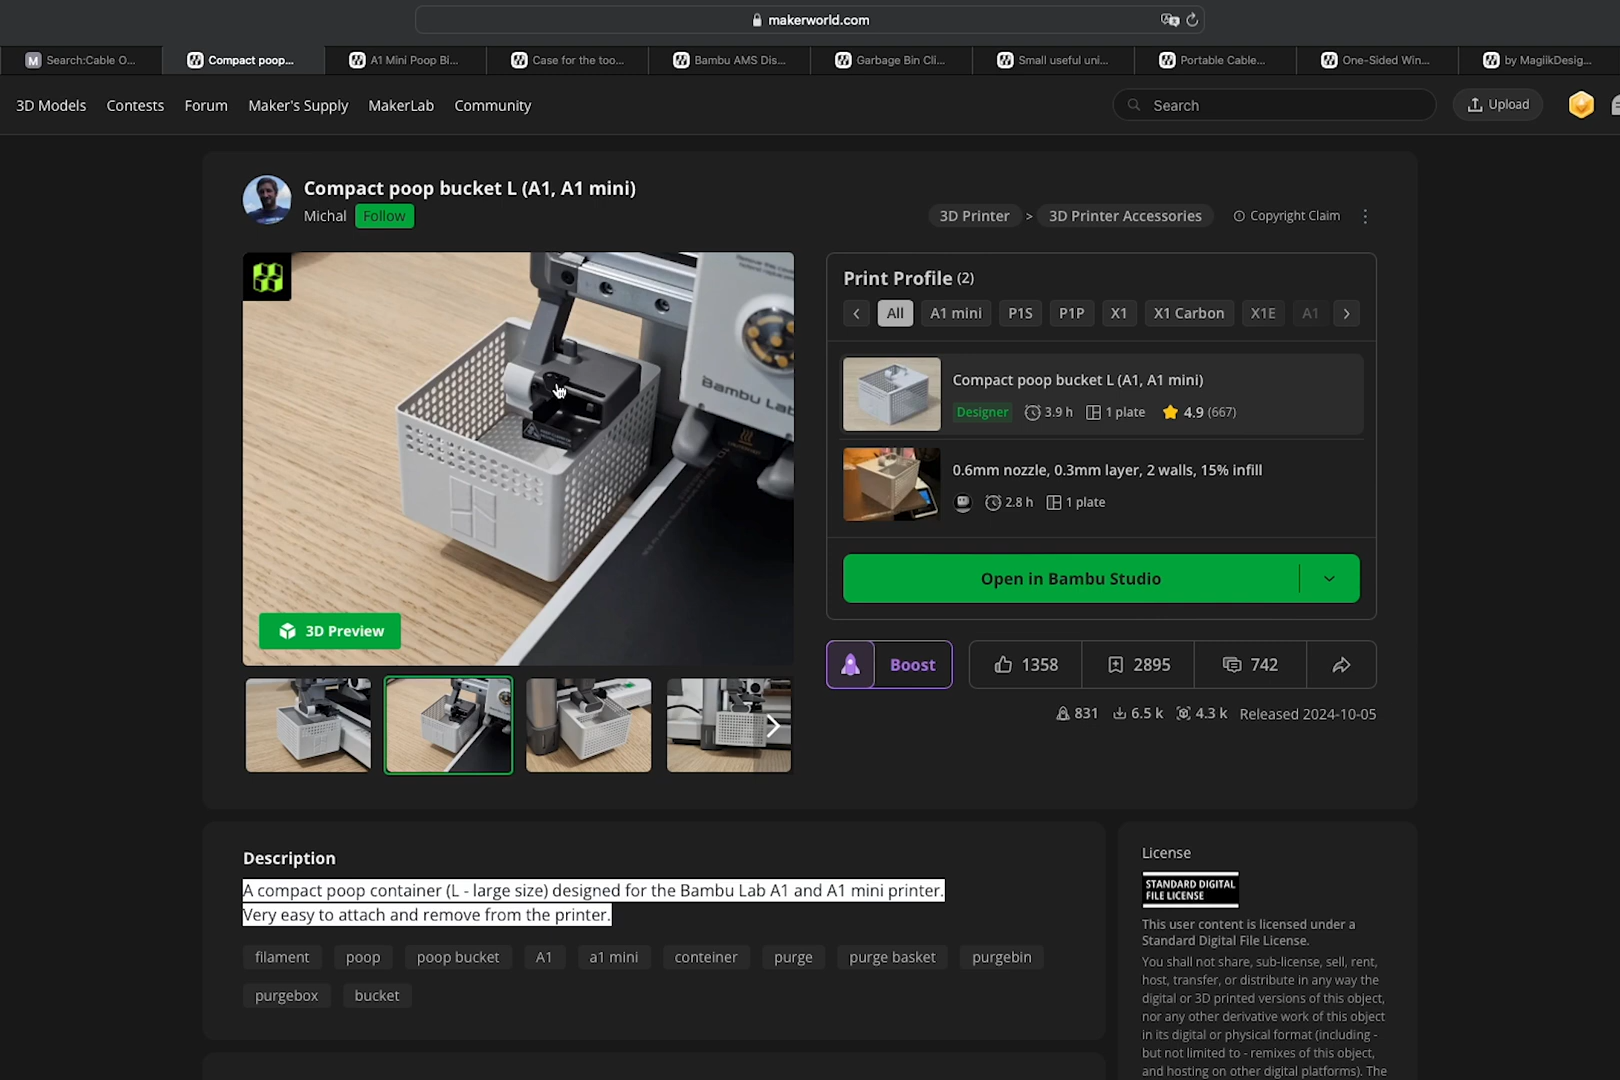 makerworld.com
M Search:Cable O...
Compact poop...
A1 Mini Poop Bi...
Case for the too...
Bambu AMS Dis...
Garbage Bin Cli...
Small useful uni...
Portable Cable...
One-Sided Win...
by MagiikDesig...
3D Models
Contests
Forum
Maker's Supply
MakerLab
Community
Search
Upload
Compact poop bucket L (A1, A1 mini)
Michal
Follow
3D Printer > 3D Printer Accessories
Copyright Claim
Bambu Lab
3D Preview
Print Profile (2)
All
A1 mini
P1S
P1P
X1
X1 Carbon
X1E
A1
Compact poop bucket L (A1, A1 mini)
Designer 3.9 h 1 plate 4.9 (667)
0.6mm nozzle, 0.3mm layer, 2 walls, 15% infill
2.8 h 1 plate
Open in Bambu Studio
Boost
1358
2895
742
831 6.5 k 4.3 k Released 2024-10-05
Description
A compact poop container (L - large size) designed for the Bambu Lab A1 and A1 mini printer.
Very easy to attach and remove from the printer.
filament
poop
poop bucket
A1
a1 mini
conteiner
purge
purge basket
purgebin
purgebox
bucket
License
STANDARD DIGITAL
FILE LICENSE
This user content is licensed under a
Standard Digital File License.
You shall not share, sub-license, sell, rent,
host, transfer, or distribute in any way the
digital or 3D printed versions of this object,
nor any other derivative work of this object
in its digital or physical format (including -
but not limited to - remixes of this object,
and hosting on other digital platforms). The